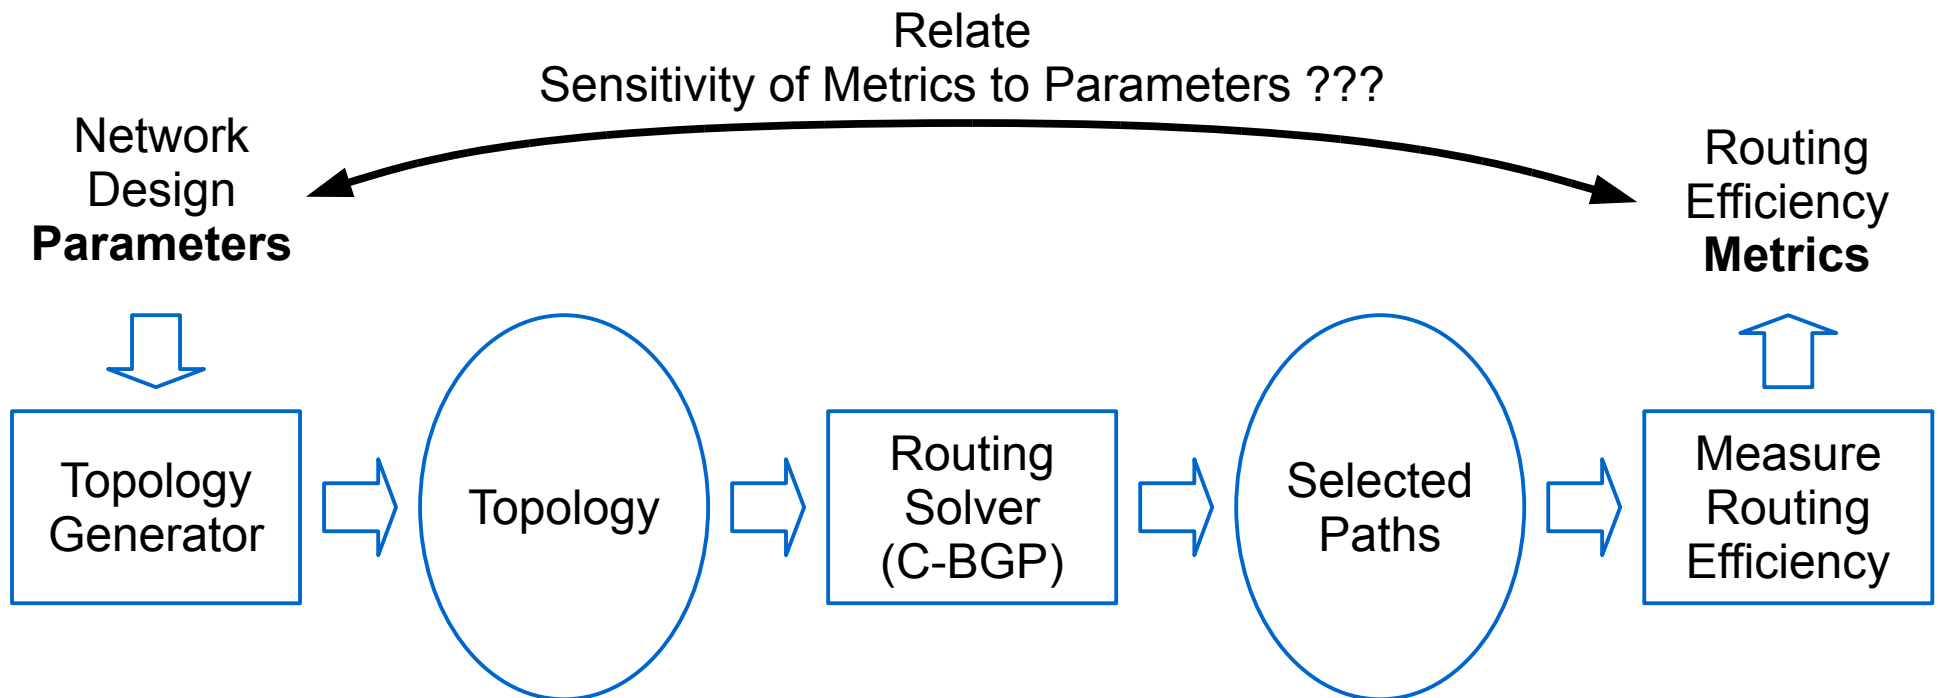 Relate
Sensitivity of Metrics to Parameters ???
Network
Design
Parameters
Routing
Efficiency
Metrics
Topology
Generator
Topology
Routing
Solver
(C-BGP)
Selected
Paths
Measure
Routing
Efficiency